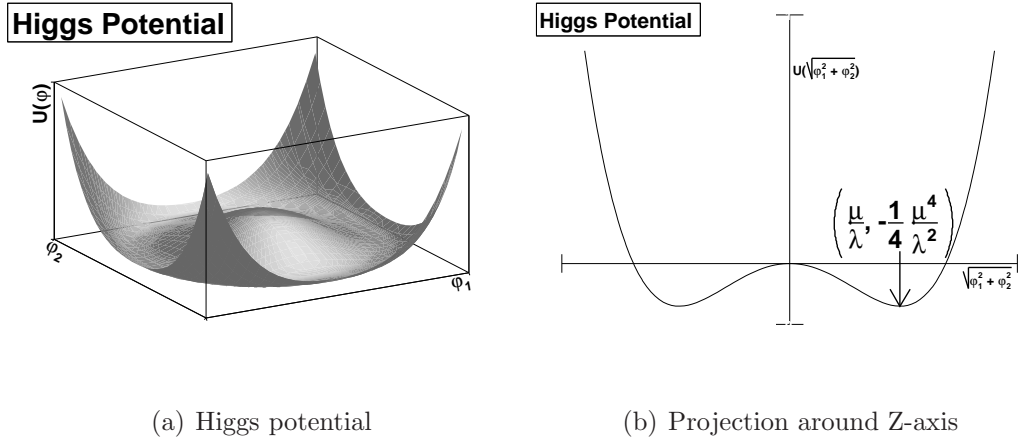 Higgs Potential
U(φ)
φ2
φ1
Higgs Potential
U(√φ₁² + φ₂²)
(μ/λ, -1/4 μ⁴/λ²)
√φ₁² + φ₂²
(a) Higgs potential
(b) Projection around Z-axis